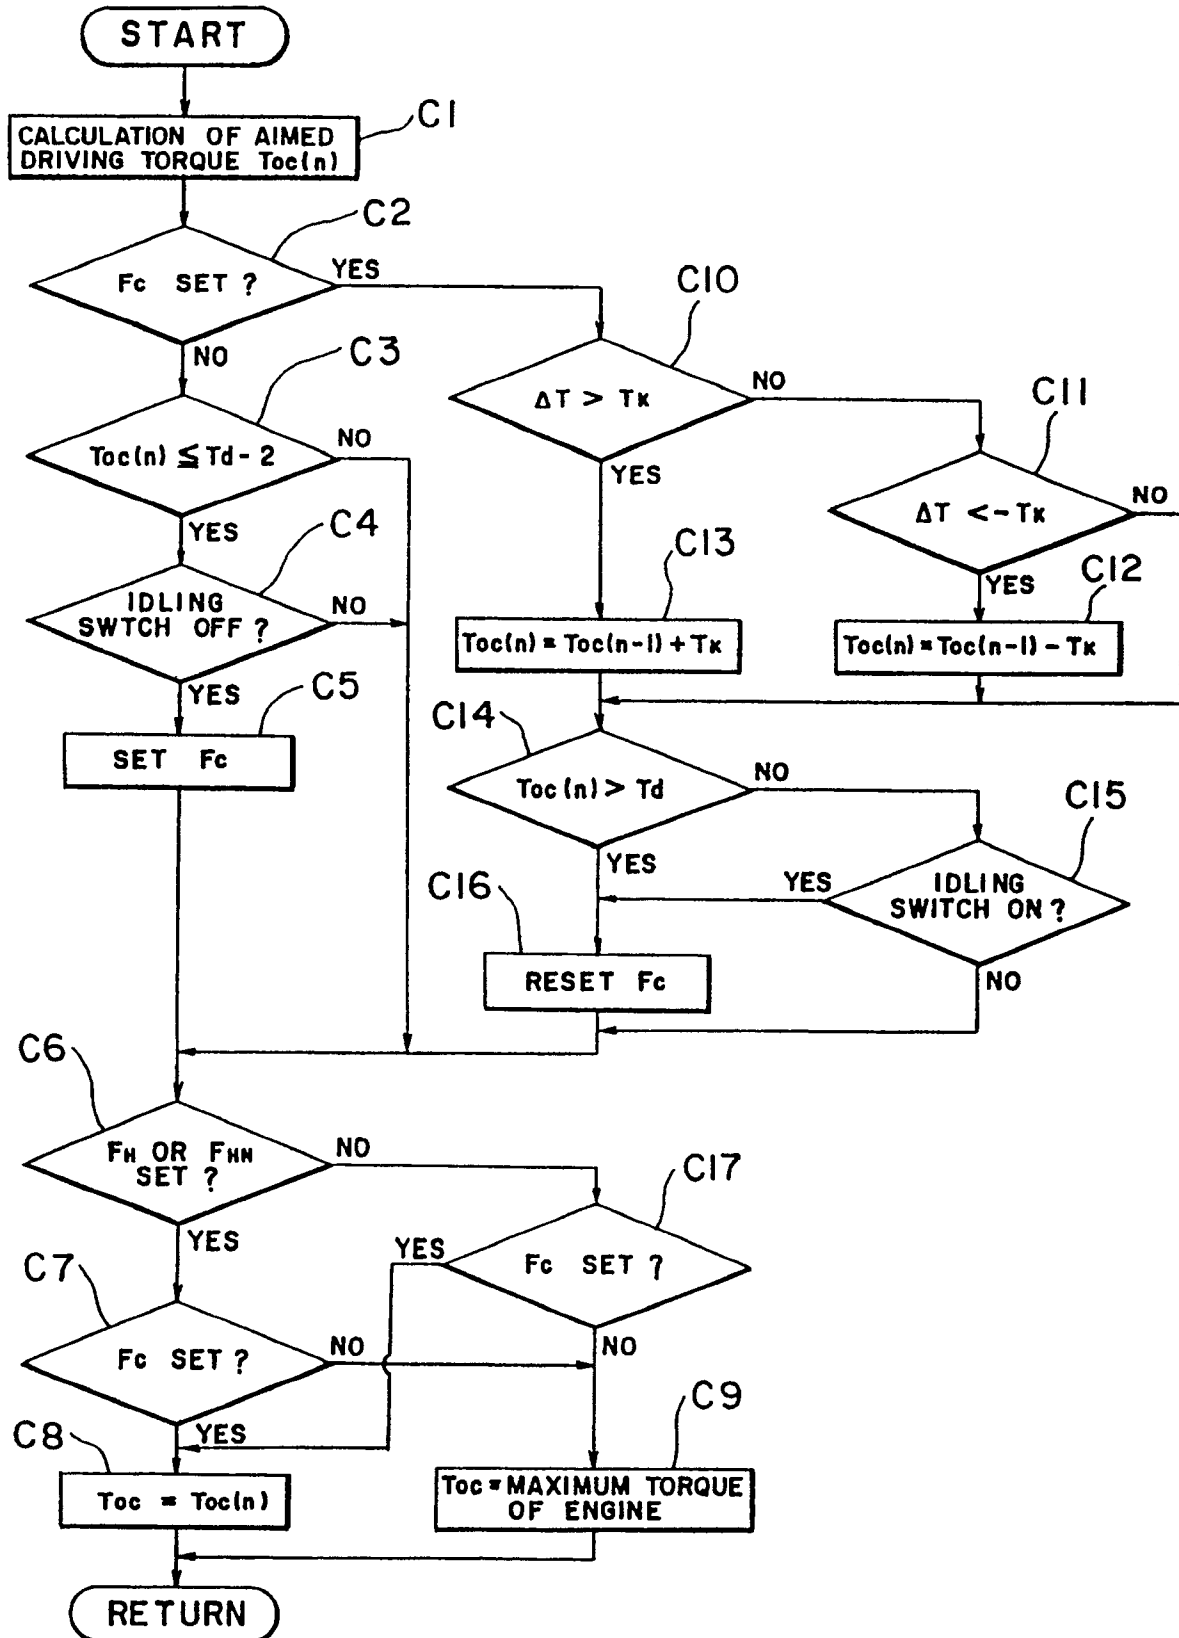 START
C1
CALCULATION OF AIMED
DRIVING TORQUE Toc(n)
C2
Fc SET ?
YES
NO
C3
Toc(n) ≦ Td - 2
NO
YES
C4
IDLING
SWTCH OFF ?
NO
YES
C5
SET Fc
C10
ΔT > Tk
NO
YES
C11
ΔT < - Tk
NO
YES
C13
Toc(n) = Toc(n-1) + Tk
C12
Toc(n) = Toc(n-1) - Tk
C14
Toc(n) > Td
NO
YES
C15
IDLING
SWITCH ON ?
YES
NO
C16
RESET Fc
C6
FH OR FHN
SET ?
NO
YES
C17
Fc SET ?
YES
NO
C7
Fc SET ?
NO
YES
C8
Toc = Toc(n)
C9
Toc = MAXIMUM TORQUE
OF ENGINE
RETURN